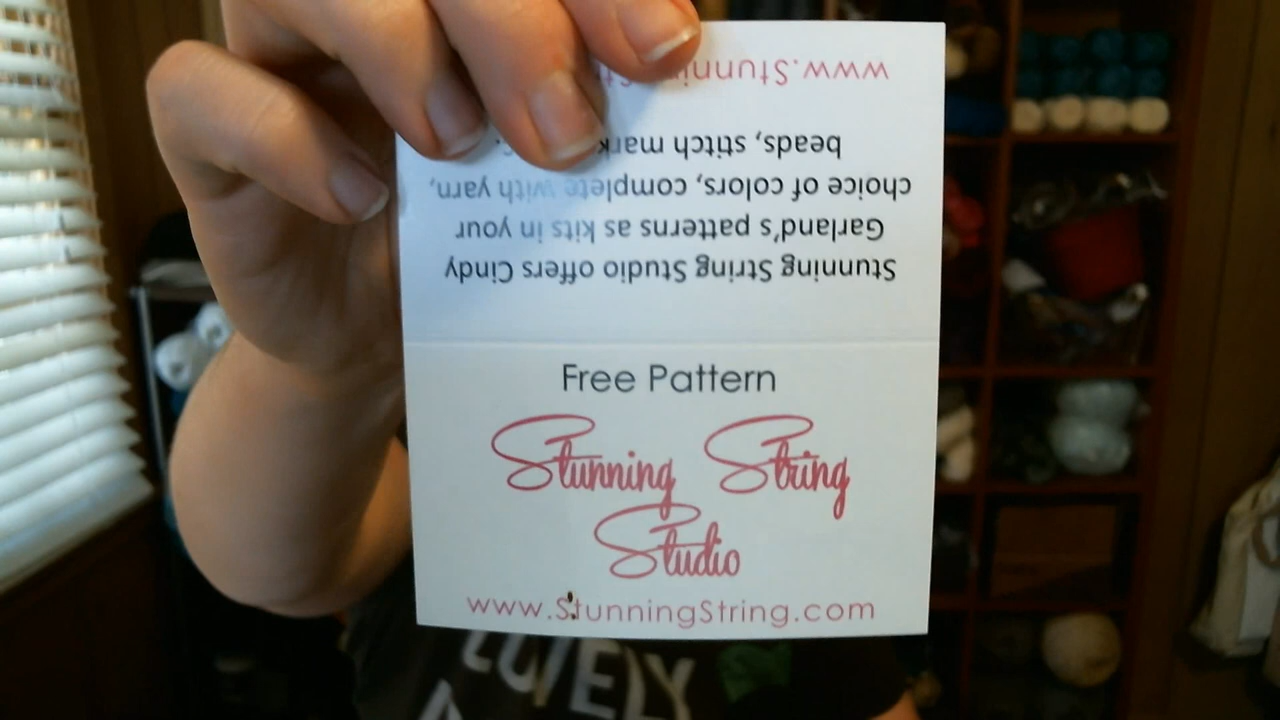 Free Pattern
Stunning String
Studio
www.StunningString.com
Stunning String Studio offers Cindy
Garland's patterns as kits in your
choice of colors, complete with yarn,
beads, stitch
LOVELY